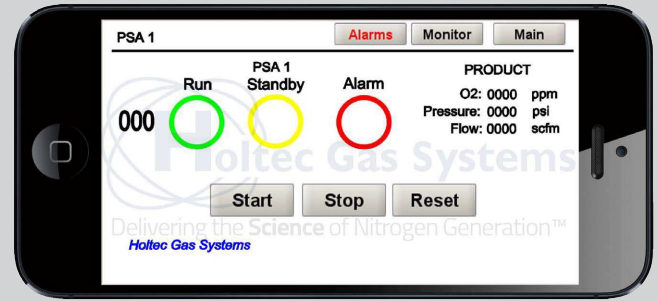 PSA 1
Alarms Monitor Main
Run
PSA 1
Standby
Alarm
000
PRODUCT
O2: 0000 ppm
Pressure: 0000 psi
Flow: 0000 scfm
Holtec Gas Systems
Start Stop Reset
Delivering the Science of Nitrogen Generation™
Holtec Gas Systems